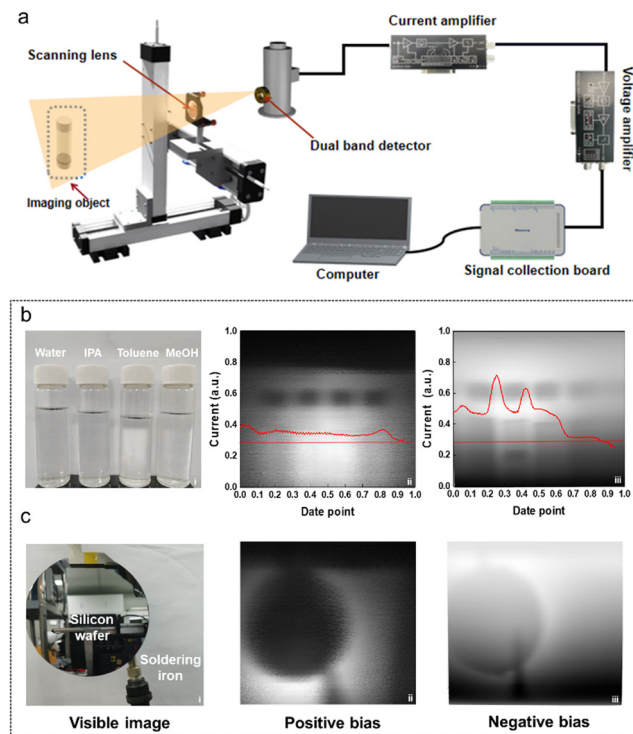 a
Current amplifier
Scanning lens
Voltage amplifier
Dual band detector
Imaging object
Computer
Signal collection board
b
Water IPA Toluene MeOH
i
Current (a.u.)
1.0
0.8
0.6
0.4
0.2
0.0
0.0 0.1 0.2 0.3 0.4 0.5 0.6 0.7 0.8 0.9 1.0
Date point
ii
Current (a.u.)
1.0
0.8
0.6
0.4
0.2
0.0
0.0 0.1 0.2 0.3 0.4 0.5 0.6 0.7 0.8 0.9 1.0
Date point
iii
c
Silicon
wafer
Soldering
iron
i
ii
iii
Visible image
Positive bias
Negative bias